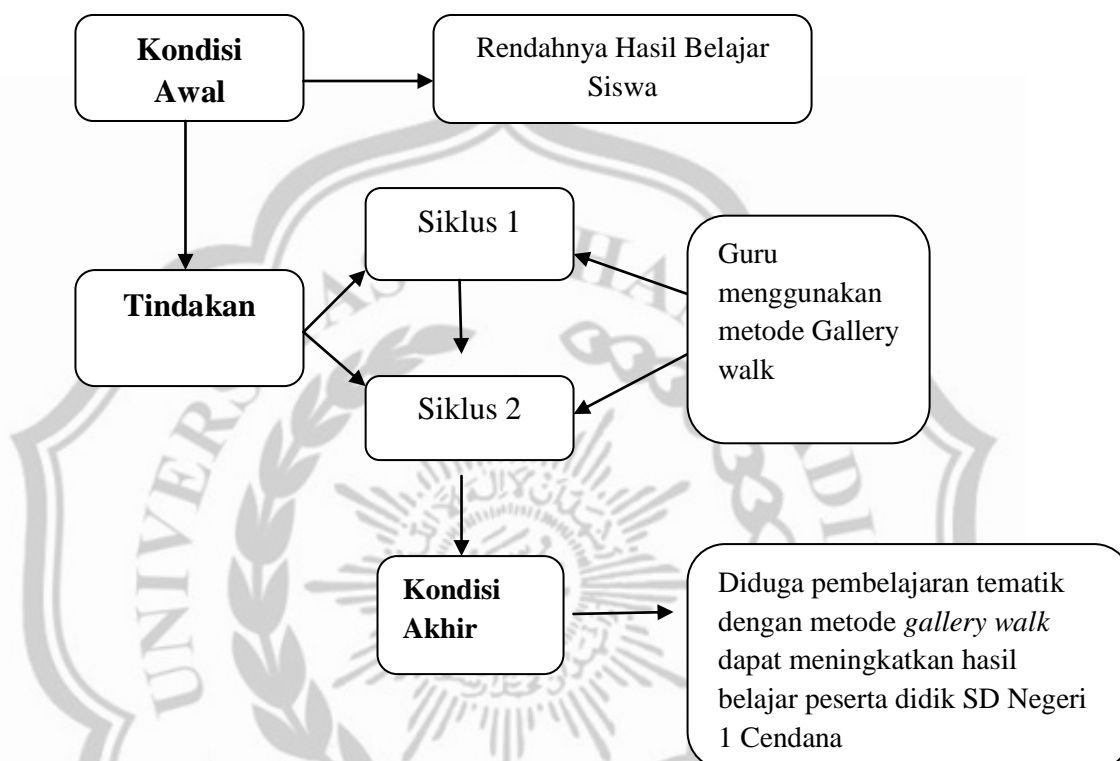 Kondisi
Awal
Rendahnya Hasil Belajar
Siswa
Siklus 1
Guru
menggunakan
metode Gallery
walk
Tindakan
Siklus 2
Kondisi
Akhir
Diduga pembelajaran tematik
dengan metode gallery walk
dapat meningkatkan hasil
belajar peserta didik SD Negeri
1 Cendana